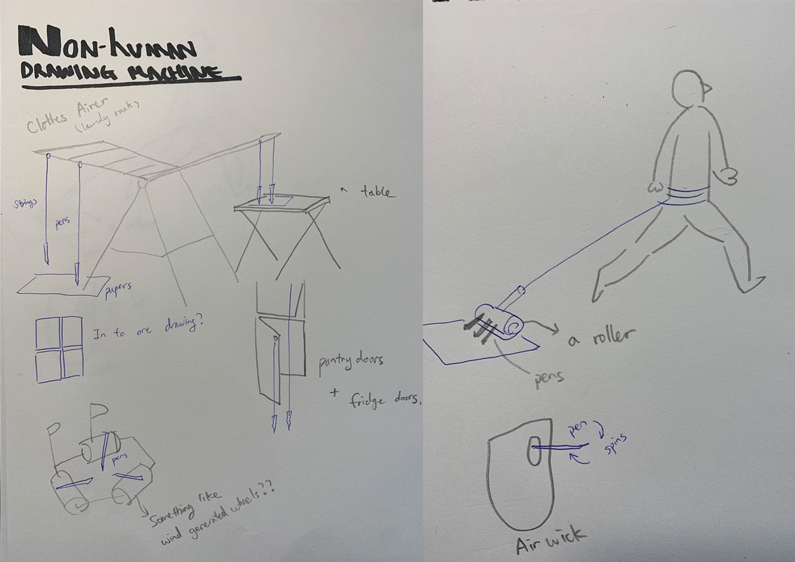 Non-human
DRAWING MACHINE
Clothes Airer
(laundry rack)
strings
pens
papers
a table
In to one drawing?
pantry doors
+
fridge doors.
pens
Something like
wind generated wheels??
a roller
pens
pen
spins
Air wick